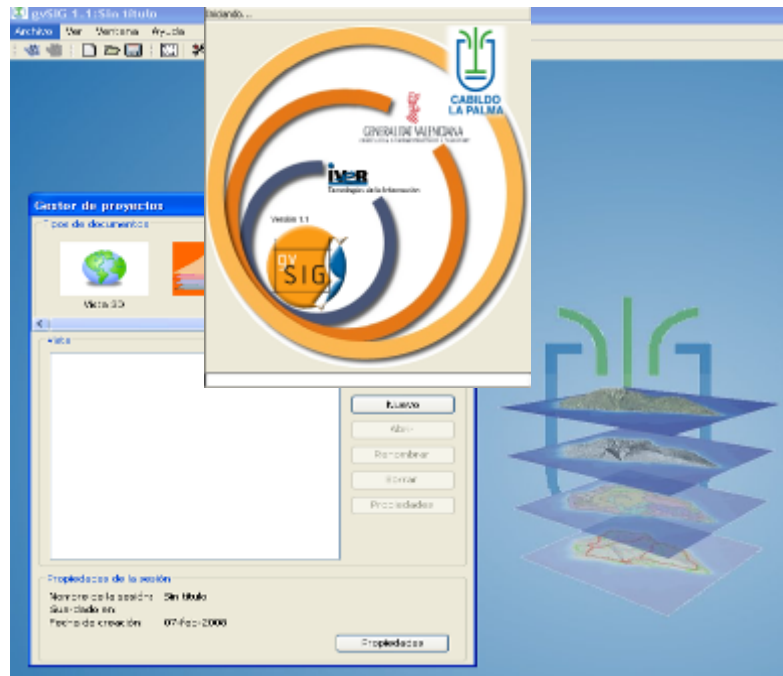 gvSIG 1.1:Sin título
Iniciando...
Archivo Ver Ventana Ayuda
CABILDO
LA PALMA
GENERALITAT VALENCIANA
IVER
Tecnologías de la Información
Versión 1.1
gv
SIG
Gestor de proyectos
Tipos de documentos
Vista 3D
Vista
Nuevo
Abrir
Renombrar
Borrar
Propiedades
Propiedades de la sesión
Nombre de la sesión: Sin título
Guardado en:
Fecha de creación: 07-feb-2008
Propiedades